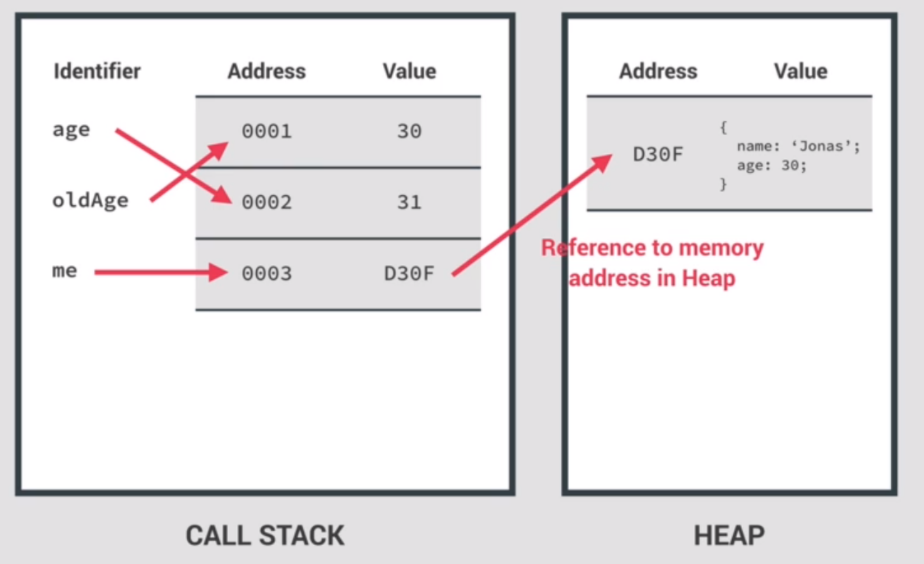 Identifier Address Value
age 0001 30
oldAge 0002 31
me 0003 D30F
Address Value
D30F
{
name: ‘Jonas’;
age: 30;
}
Reference to memory
address in Heap
CALL STACK
HEAP